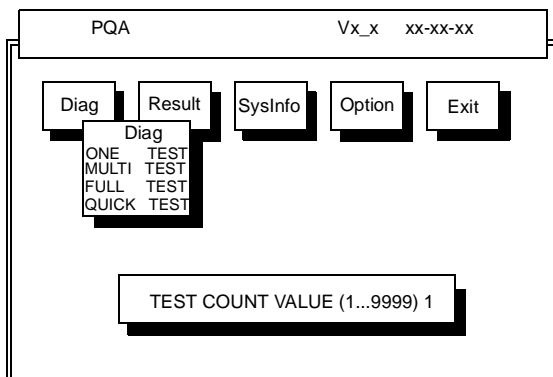 PQA Vx_x xx-xx-xx
Diag Result SysInfo Option Exit
Diag
ONE TEST
MULTI TEST
FULL TEST
QUICK TEST
TEST COUNT VALUE (1...9999) 1